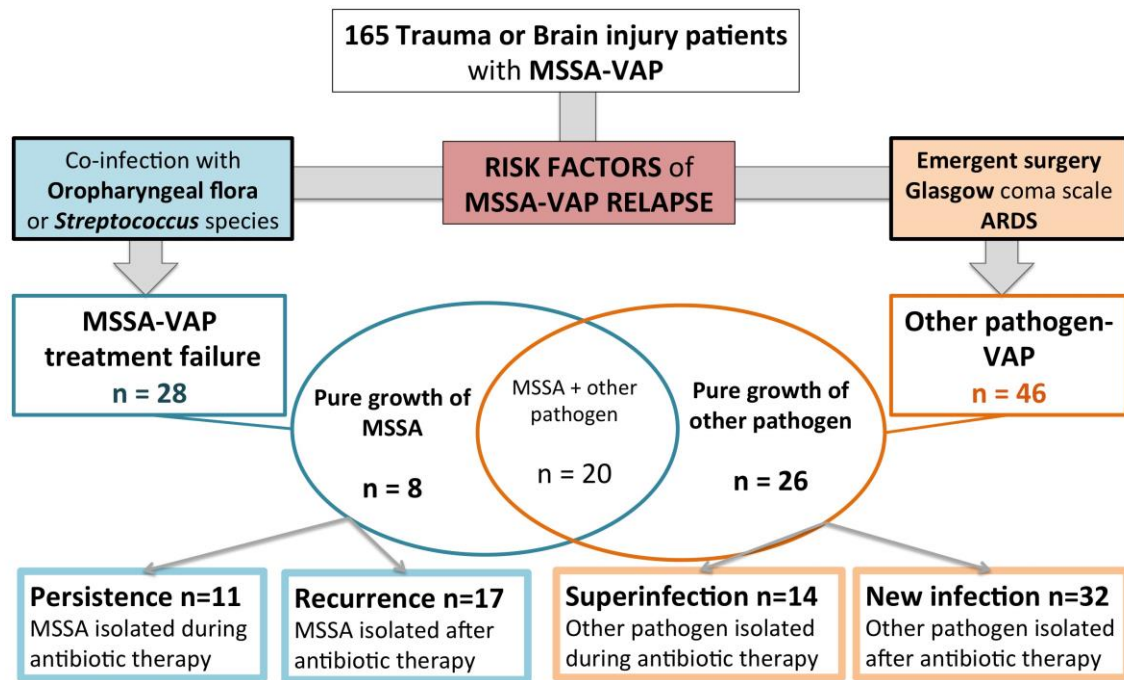 165 Trauma or Brain injury patients
with MSSA-VAP
Co-infection with
Oropharyngeal flora
or Streptococcus species
RISK FACTORS of
MSSA-VAP RELAPSE
Emergent surgery
Glasgow coma scale
ARDS
MSSA-VAP
treatment failure
n = 28
Other pathogen-
VAP
n = 46
Pure growth of
MSSA
n = 8
MSSA + other
pathogen
n = 20
Pure growth of
other pathogen
n = 26
Persistence n=11
MSSA isolated during
antibiotic therapy
Recurrence n=17
MSSA isolated after
antibiotic therapy
Superinfection n=14
Other pathogen isolated
during antibiotic therapy
New infection n=32
Other pathogen isolated
after antibiotic therapy